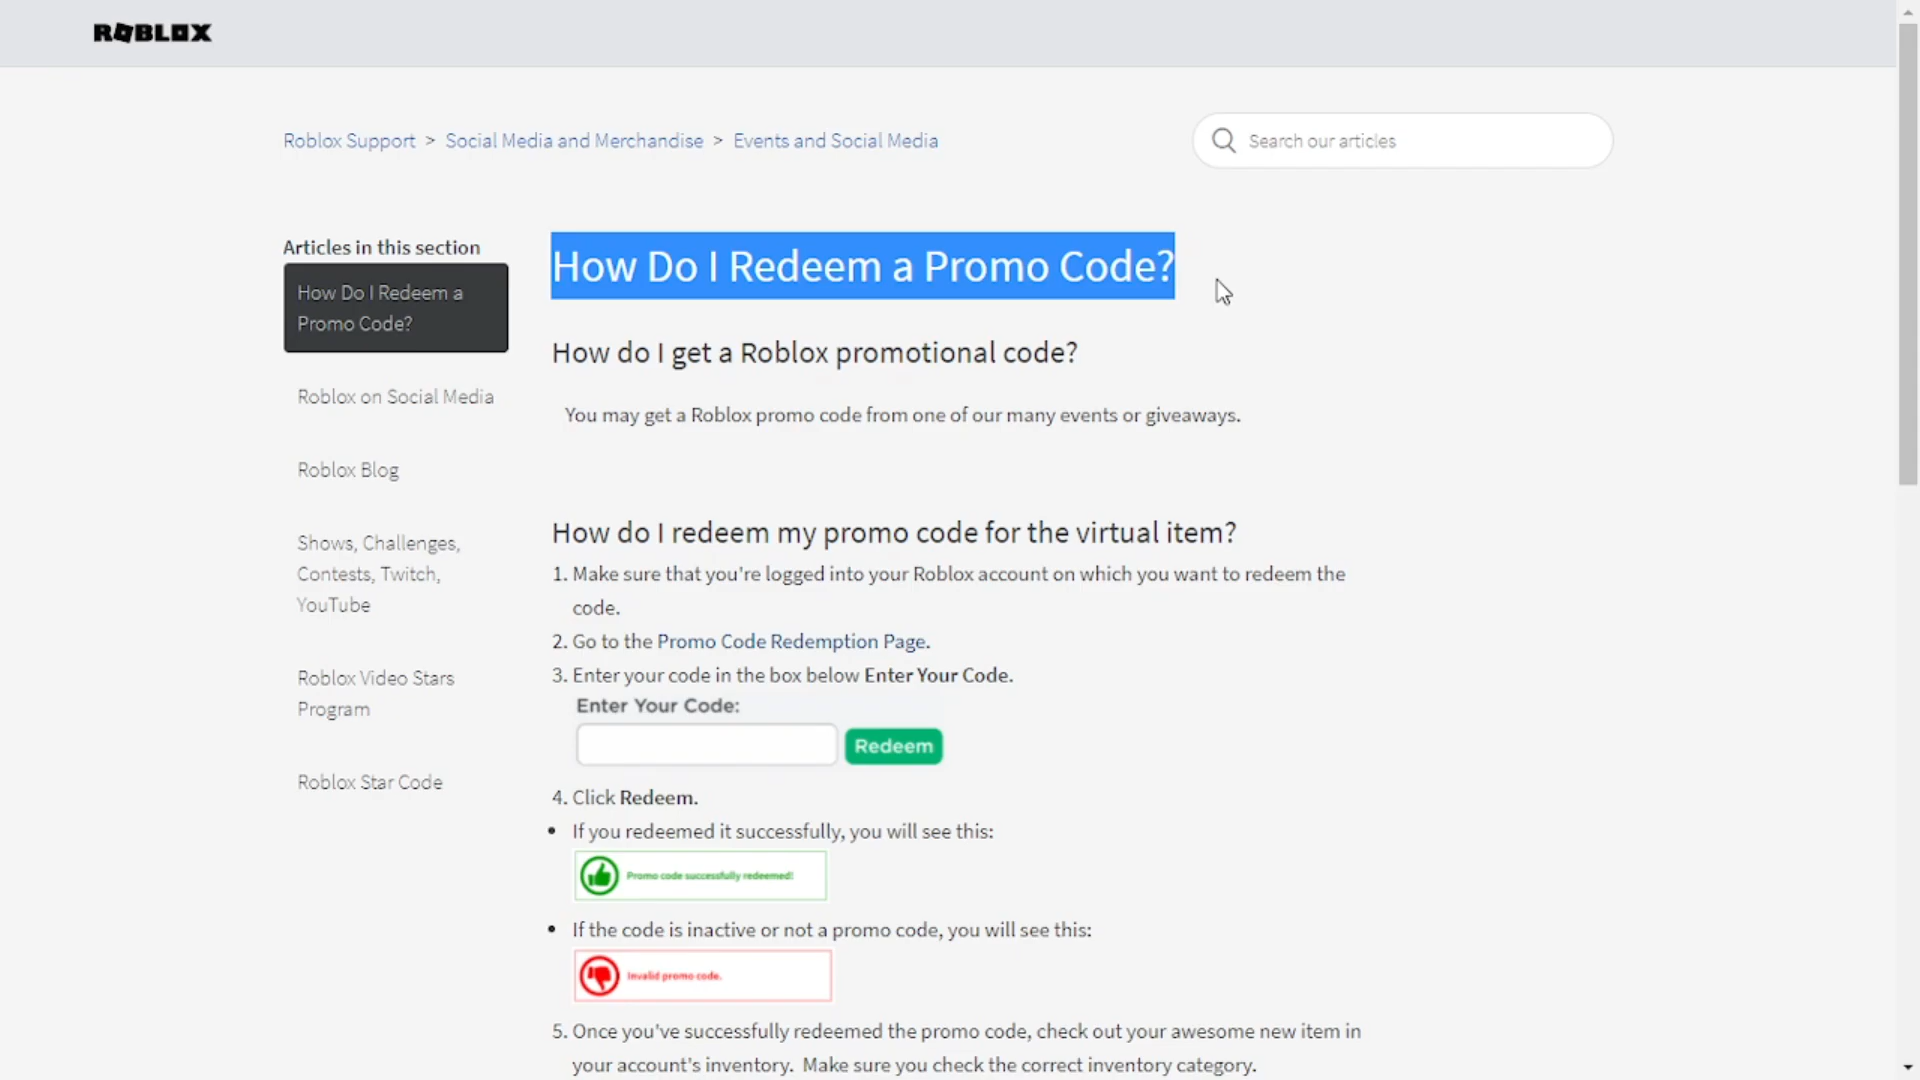 ROBLOX
Roblox Support > Social Media and Merchandise > Events and Social Media
Search our articles
Articles in this section
How Do I Redeem a
Promo Code?
Roblox on Social Media
Roblox Blog
Shows, Challenges,
Contests, Twitch,
YouTube
Roblox Video Stars
Program
Roblox Star Code
How Do I Redeem a Promo Code?
How do I get a Roblox promotional code?
You may get a Roblox promo code from one of our many events or giveaways.
How do I redeem my promo code for the virtual item?
1. Make sure that you're logged into your Roblox account on which you want to redeem the
code.
2. Go to the Promo Code Redemption Page.
3. Enter your code in the box below Enter Your Code.
Enter Your Code:
Redeem
4. Click Redeem.
• If you redeemed it successfully, you will see this:
Promo code successfully redeemed!
• If the code is inactive or not a promo code, you will see this:
Invalid promo code.
5. Once you've successfully redeemed the promo code, check out your awesome new item in
your account's inventory. Make sure you check the correct inventory category.